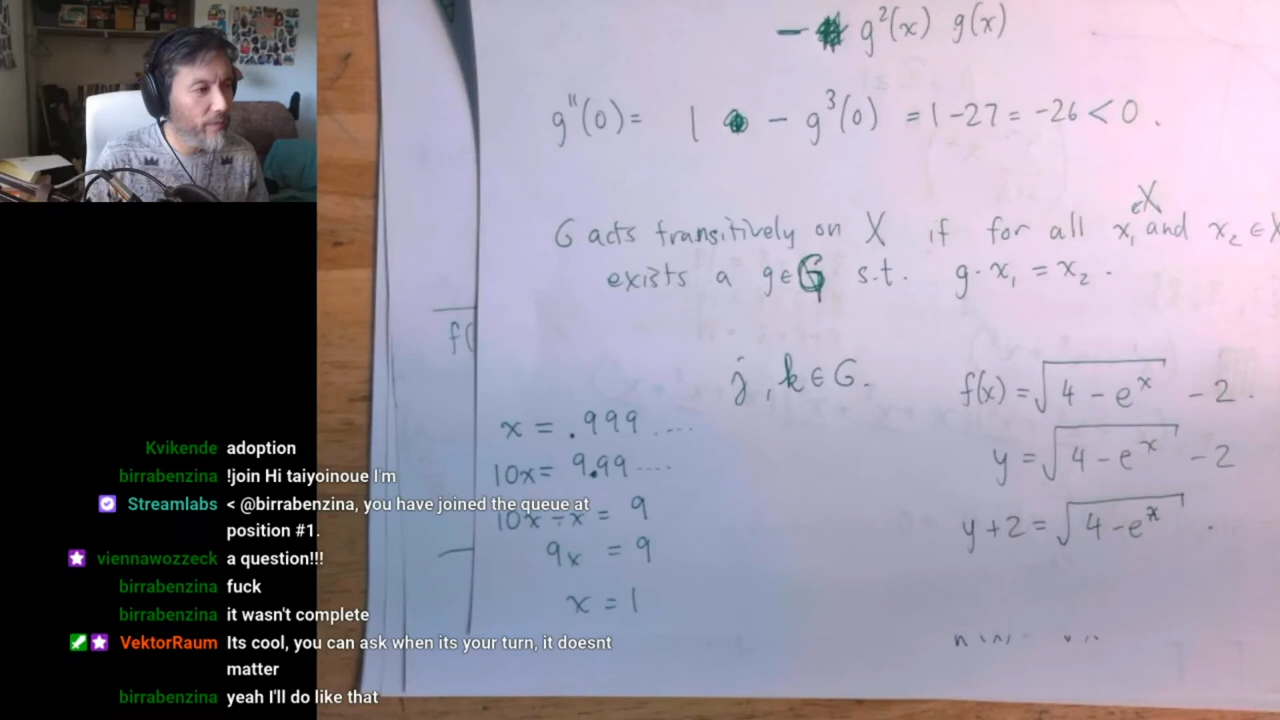 - g²(x) g(x)
g''(0) = 1 - g³(0) = 1-27 = -26 < 0 .
G acts transitively on X if for all x₁ ∈X and x₂ ∈X
exists a g∈G s.t. g· x₁ = x₂ .
f(
j , k ∈ G.
f(x) = √(4 - eˣ) - 2 .
x = .999 ....
y = √(4 - eˣ) - 2
10x = 9.99 ....
10x - x = 9
y+2 = √(4 - eˣ) .
9x = 9
x = 1
Kvikende adoption
birrabenzina !join Hi taiyoinoue I'm
Streamlabs < @birrabenzina, you have joined the queue at
position #1.
viennawozzeck a question!!!
birrabenzina fuck
birrabenzina it wasn't complete
VektorRaum Its cool, you can ask when its your turn, it doesnt
matter
birrabenzina yeah I'll do like that